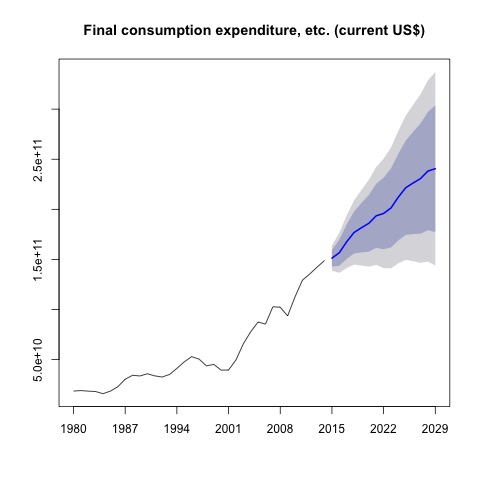 Final consumption expenditure, etc. (current US$)
2.5e+11
1.5e+11
5.0e+10
1980 1987 1994 2001 2008 2015 2022 2029